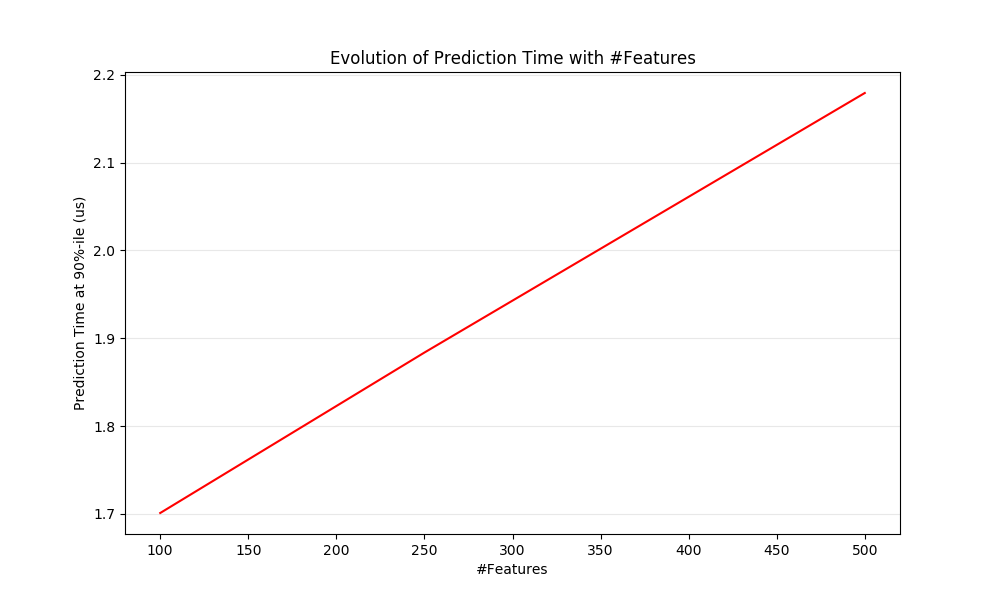 Evolution of Prediction Time with #Features
Prediction Time at 90%-ile (us)
2.2
2.1
2.0
1.9
1.8
1.7
100 150 200 250 300 350 400 450 500
#Features